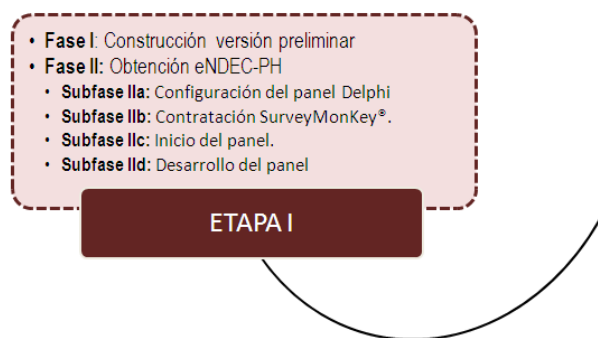 • Fase I: Construcción versión preliminar
• Fase II: Obtención eNDEC-PH
• Subfase IIa: Configuración del panel Delphi
• Subfase IIb: Contratación SurveyMonKey®.
• Subfase IIc: Inicio del panel.
• Subfase IId: Desarrollo del panel
ETAPA I